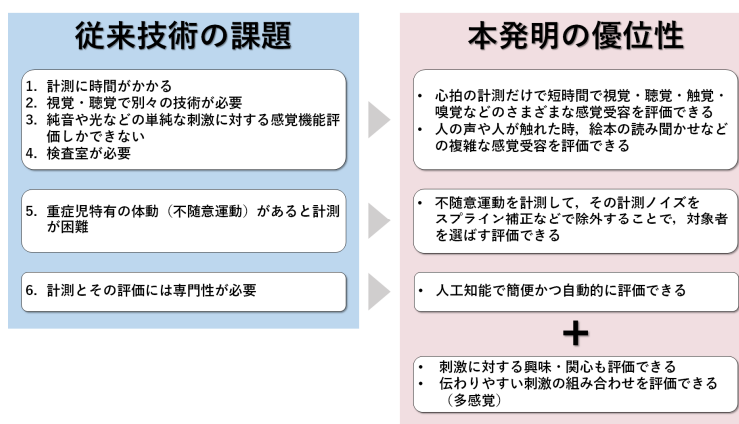 従来技術の課題
1. 計測に時間がかかる
2. 視覚・聴覚で別々の技術が必要
3. 純音や光などの単純な刺激に対する感覚機能評
価しかできない
4. 検査室が必要
5. 重症児特有の体動（不随意運動）があると計測
が困難
6. 計測とその評価には専門性が必要
本発明の優位性
• 心拍の計測だけで短時間で視覚・聴覚・触覚・
嗅覚などのさまざまな感覚受容を評価できる
• 人の声や人が触れた時，絵本の読み聞かせなど
の複雑な感覚受容を評価できる
• 不随意運動を計測して，その計測ノイズを
スプライン補正などで除外することで，対象者
を選ばす評価できる
• 人工知能で簡便かつ自動的に評価できる
+
• 刺激に対する興味・関心も評価できる
• 伝わりやすい刺激の組み合わせを評価できる
（多感覚）